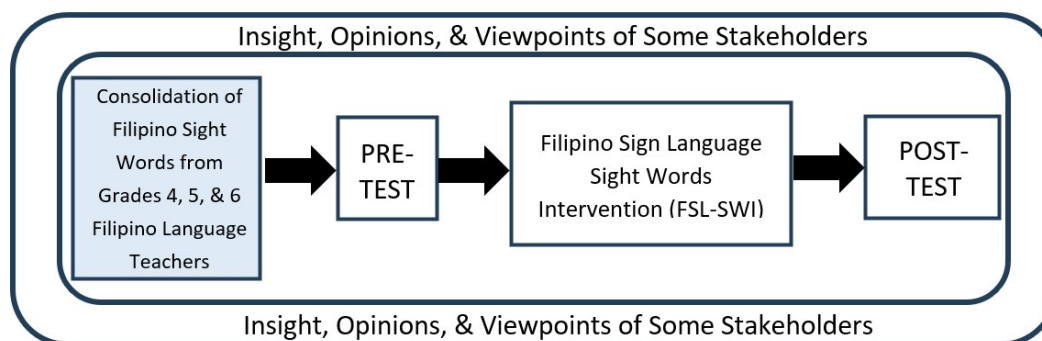 Insight, Opinions, & Viewpoints of Some Stakeholders
Consolidation of
Filipino Sight
Words from
Grades 4, 5, & 6
Filipino Language
Teachers
PRE-
TEST
Filipino Sign Language
Sight Words
Intervention (FSL-SWI)
POST-
TEST
Insight, Opinions, & Viewpoints of Some Stakeholders